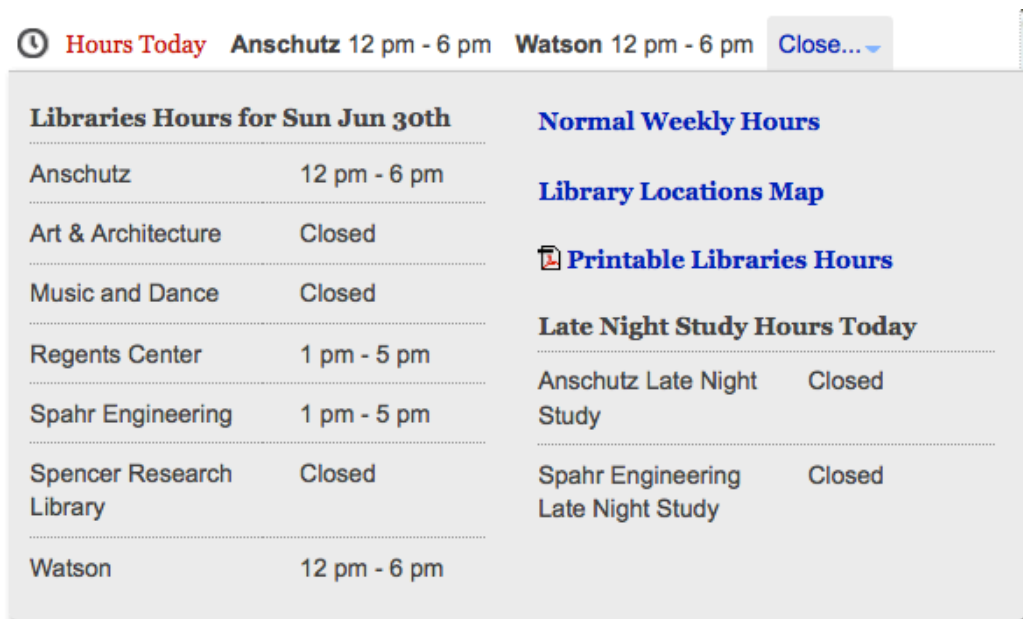 Hours Today Anschutz 12 pm - 6 pm Watson 12 pm - 6 pm Close...
Libraries Hours for Sun Jun 30th
Anschutz 12 pm - 6 pm
Art & Architecture Closed
Music and Dance Closed
Regents Center 1 pm - 5 pm
Spahr Engineering 1 pm - 5 pm
Spencer Research Closed
Library
Watson 12 pm - 6 pm
Normal Weekly Hours
Library Locations Map
Printable Libraries Hours
Late Night Study Hours Today
Anschutz Late Night Closed
Study
Spahr Engineering Closed
Late Night Study